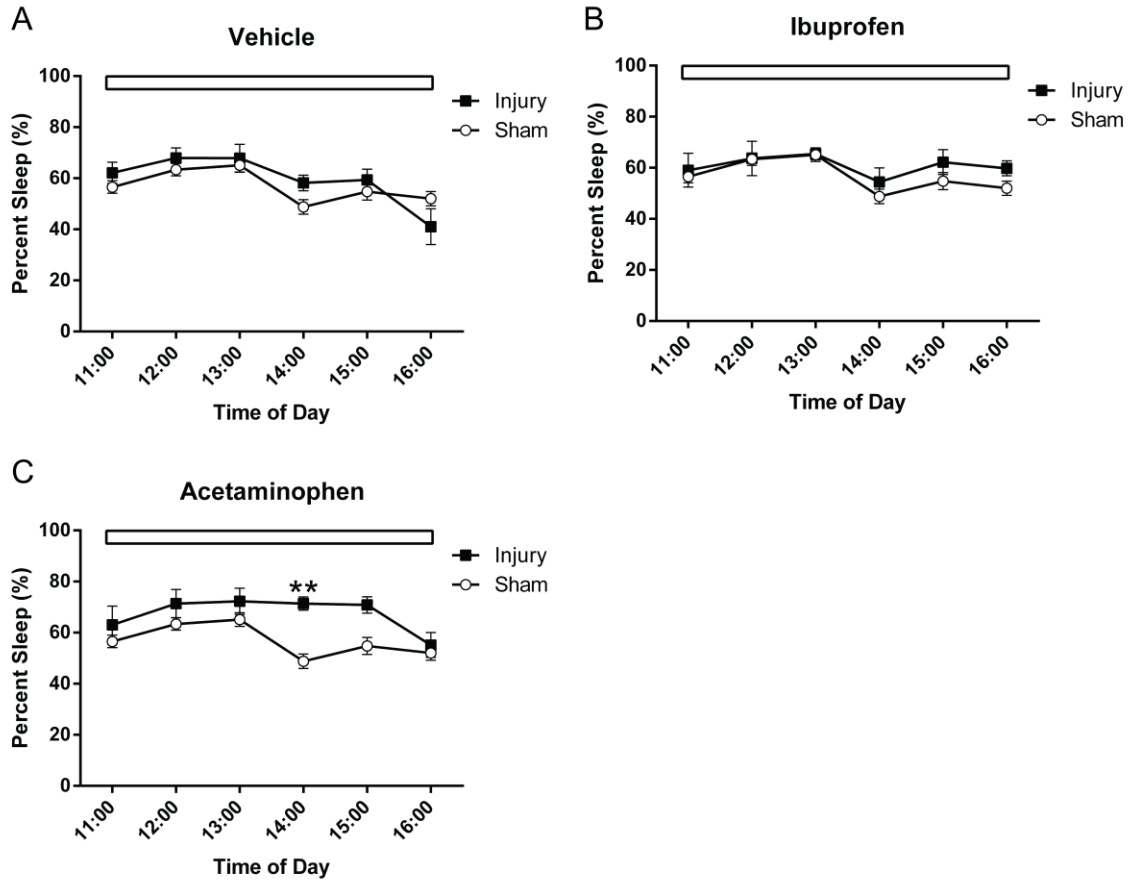 A
Vehicle
Percent Sleep (%)
100
80
60
40
20
0
Injury
Sham
11:00
12:00
13:00
14:00
15:00
16:00
Time of Day
B
Ibuprofen
Percent Sleep (%)
100
80
60
40
20
0
Injury
Sham
11:00
12:00
13:00
14:00
15:00
16:00
Time of Day
C
Acetaminophen
Percent Sleep (%)
100
80
60
40
20
0
**
Injury
Sham
11:00
12:00
13:00
14:00
15:00
16:00
Time of Day